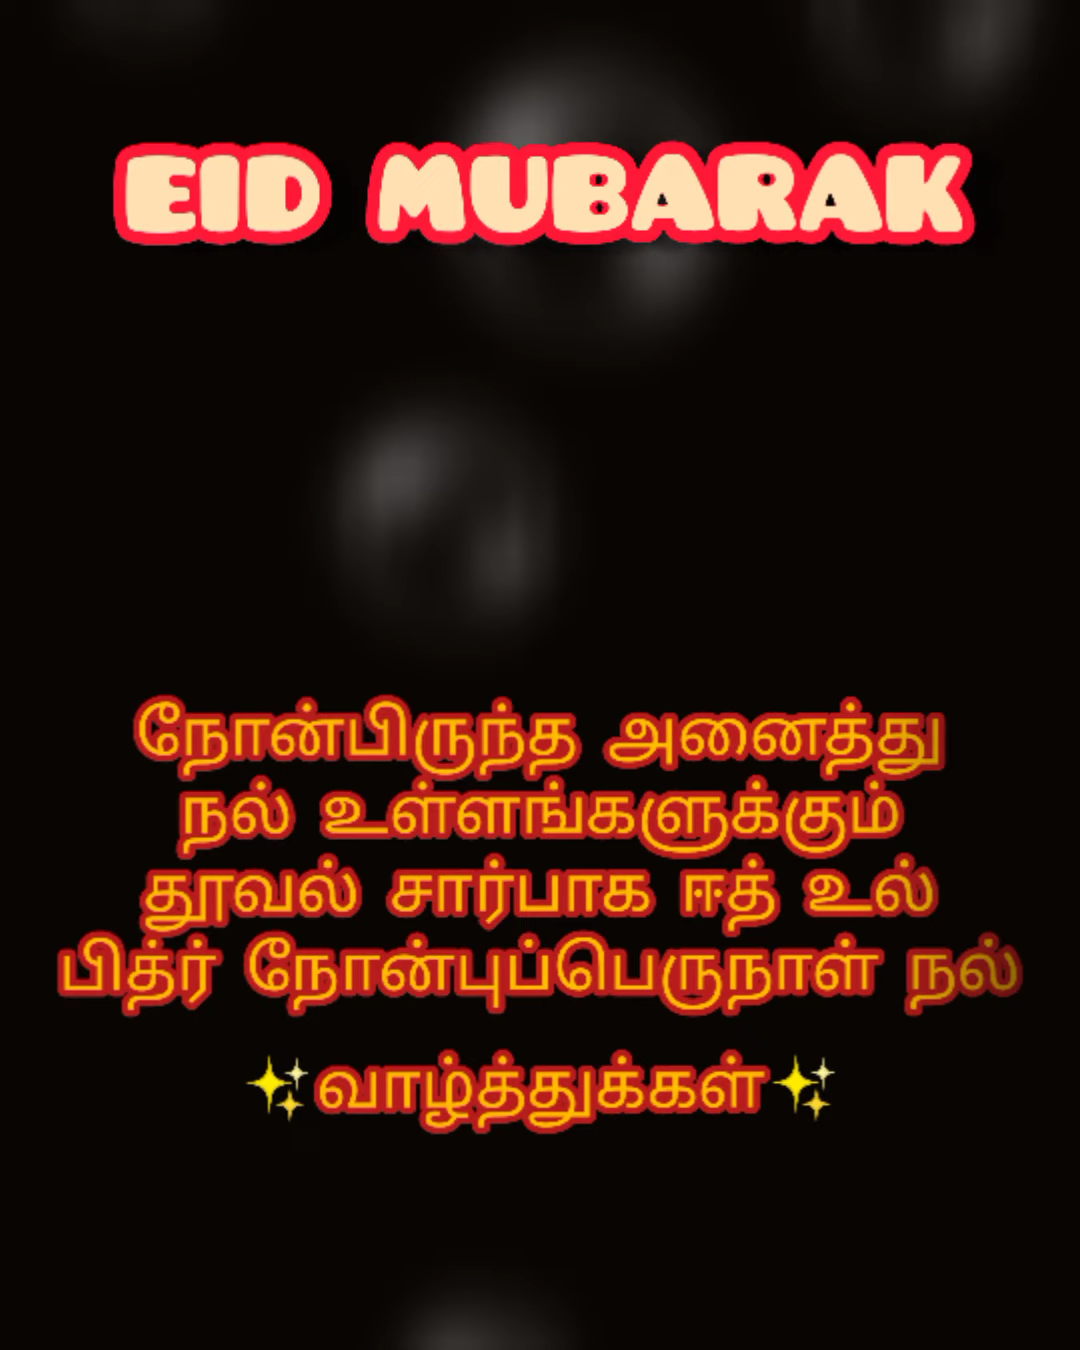 EID MUBARAK
நோன்பிருந்த அனைத்து
நல் உள்ளங்களுக்கும்
தூவல் சார்பாக ஈத் உல்
பித்ர் நோன்புப்பெருநாள் நல்
✨வாழ்த்துக்கள்✨